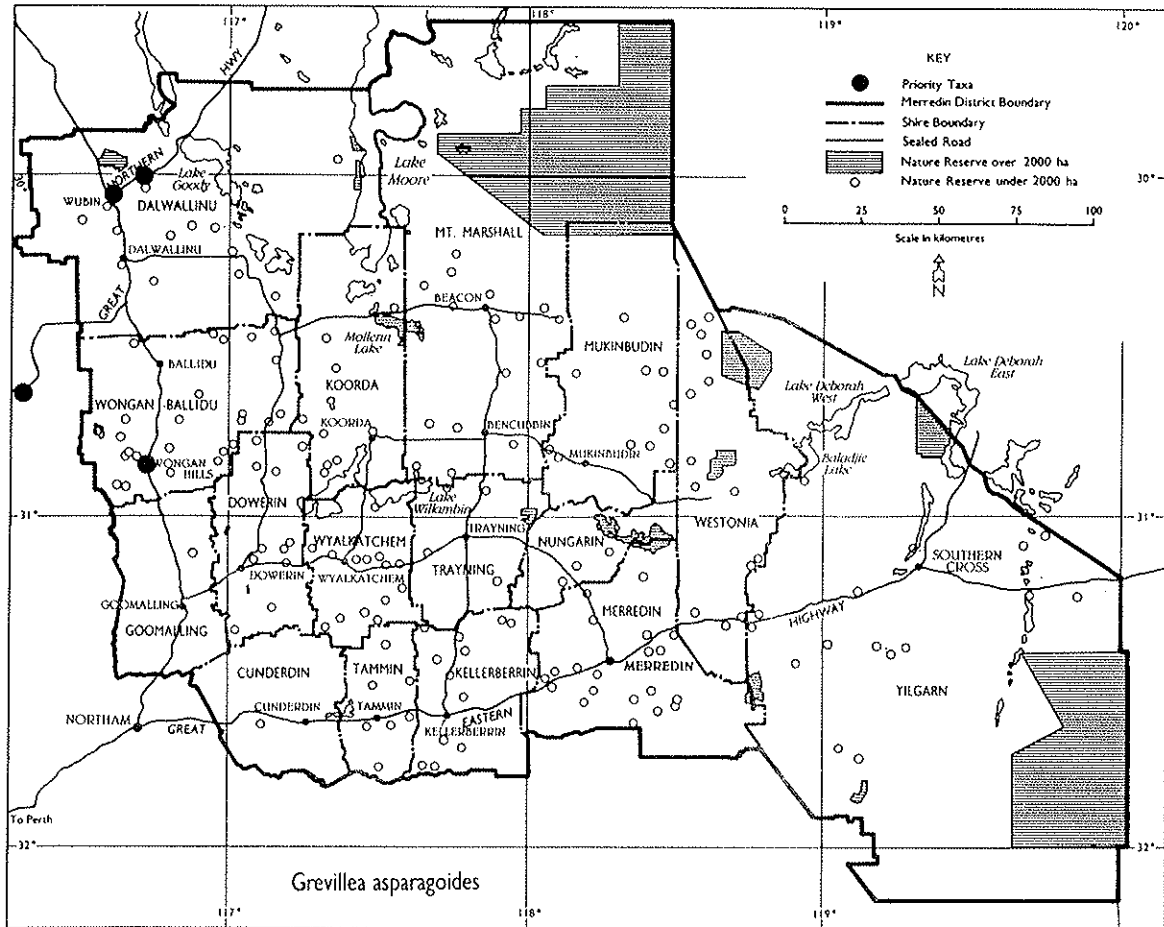 117°
118°
119°
120°
KEY
Priority Taxa
Merredin District Boundary
Shire Boundary
Sealed Road
Nature Reserve over 2000 ha
Nature Reserve under 2000 ha
0 25 50 75 100
Scale in kilometres
N
HWY
NORTHERN
Lake Goody
Lake Moore
30°
30°
WUBIN
DALWALLINU
MT. MARSHALL
DALWALLINU
GREAT
BEACON
Mollerin Lake
MUKINBUDIN
BALLIDU
KOORDA
Lake Deborah East
Lake Deborah West
WONGAN-BALLIDU
KOORDA
BENCUBBIN
MUKINBUDIN
Baladjie Lake
WONGAN HILLS
DOWERIN
Lake Wilkambin
31°
31°
WESTONIA
WYALKATCHEM
TRAYNING
NUNGARIN
SOUTHERN CROSS
DOWERIN
WYALKATCHEM
TRAYNING
GOOMALLING
MERREDIN
HIGHWAY
GOOMALLING
CUNDERDIN
TAMMIN
KELLERBERRIN
MERREDIN
YILGARN
NORTHAM
GREAT
CUNDERDIN
TAMMIN
EASTERN
KELLERBERRIN
To Perth
32°
32°
Grevillea asparagoides
117°
118°
119°
120°